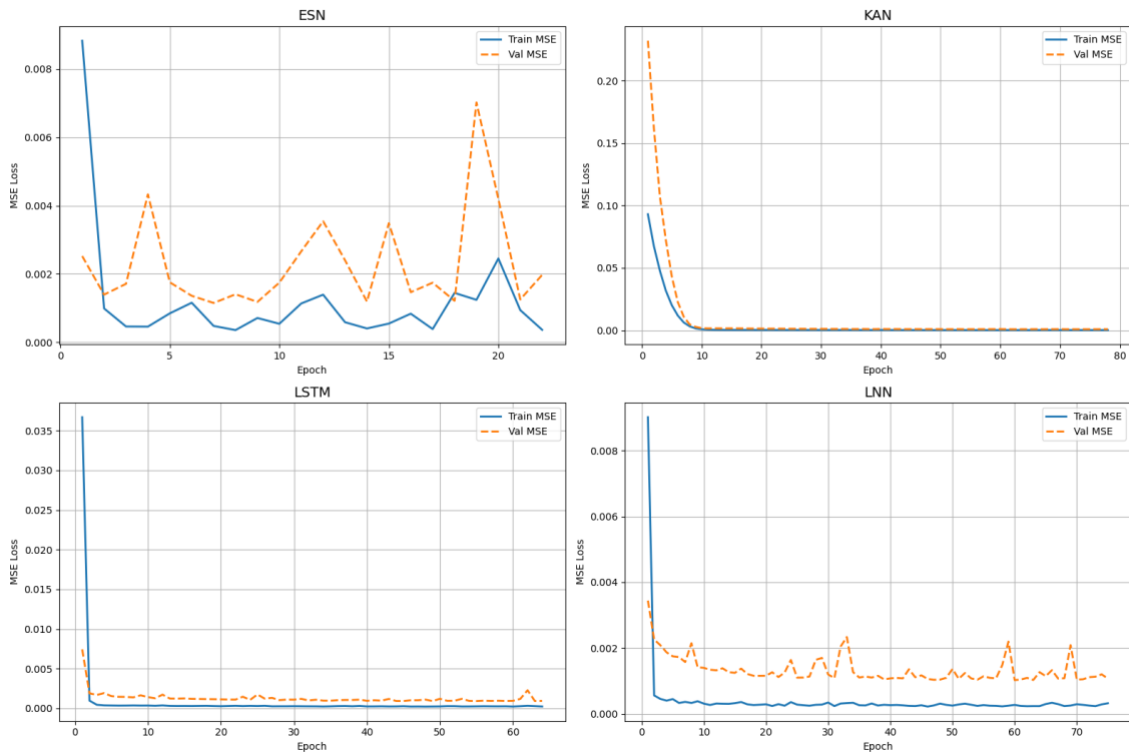 ESN
Train MSE
Val MSE
0.008
0.006
0.004
0.002
0.000
MSE Loss
0
5
10
15
20
Epoch
KAN
Train MSE
Val MSE
0.20
0.15
0.10
0.05
0.00
MSE Loss
0
10
20
30
40
50
60
70
80
Epoch
LSTM
Train MSE
Val MSE
0.035
0.030
0.025
0.020
0.015
0.010
0.005
0.000
MSE Loss
0
10
20
30
40
50
60
Epoch
LNN
Train MSE
Val MSE
0.008
0.006
0.004
0.002
0.000
MSE Loss
0
10
20
30
40
50
60
70
Epoch